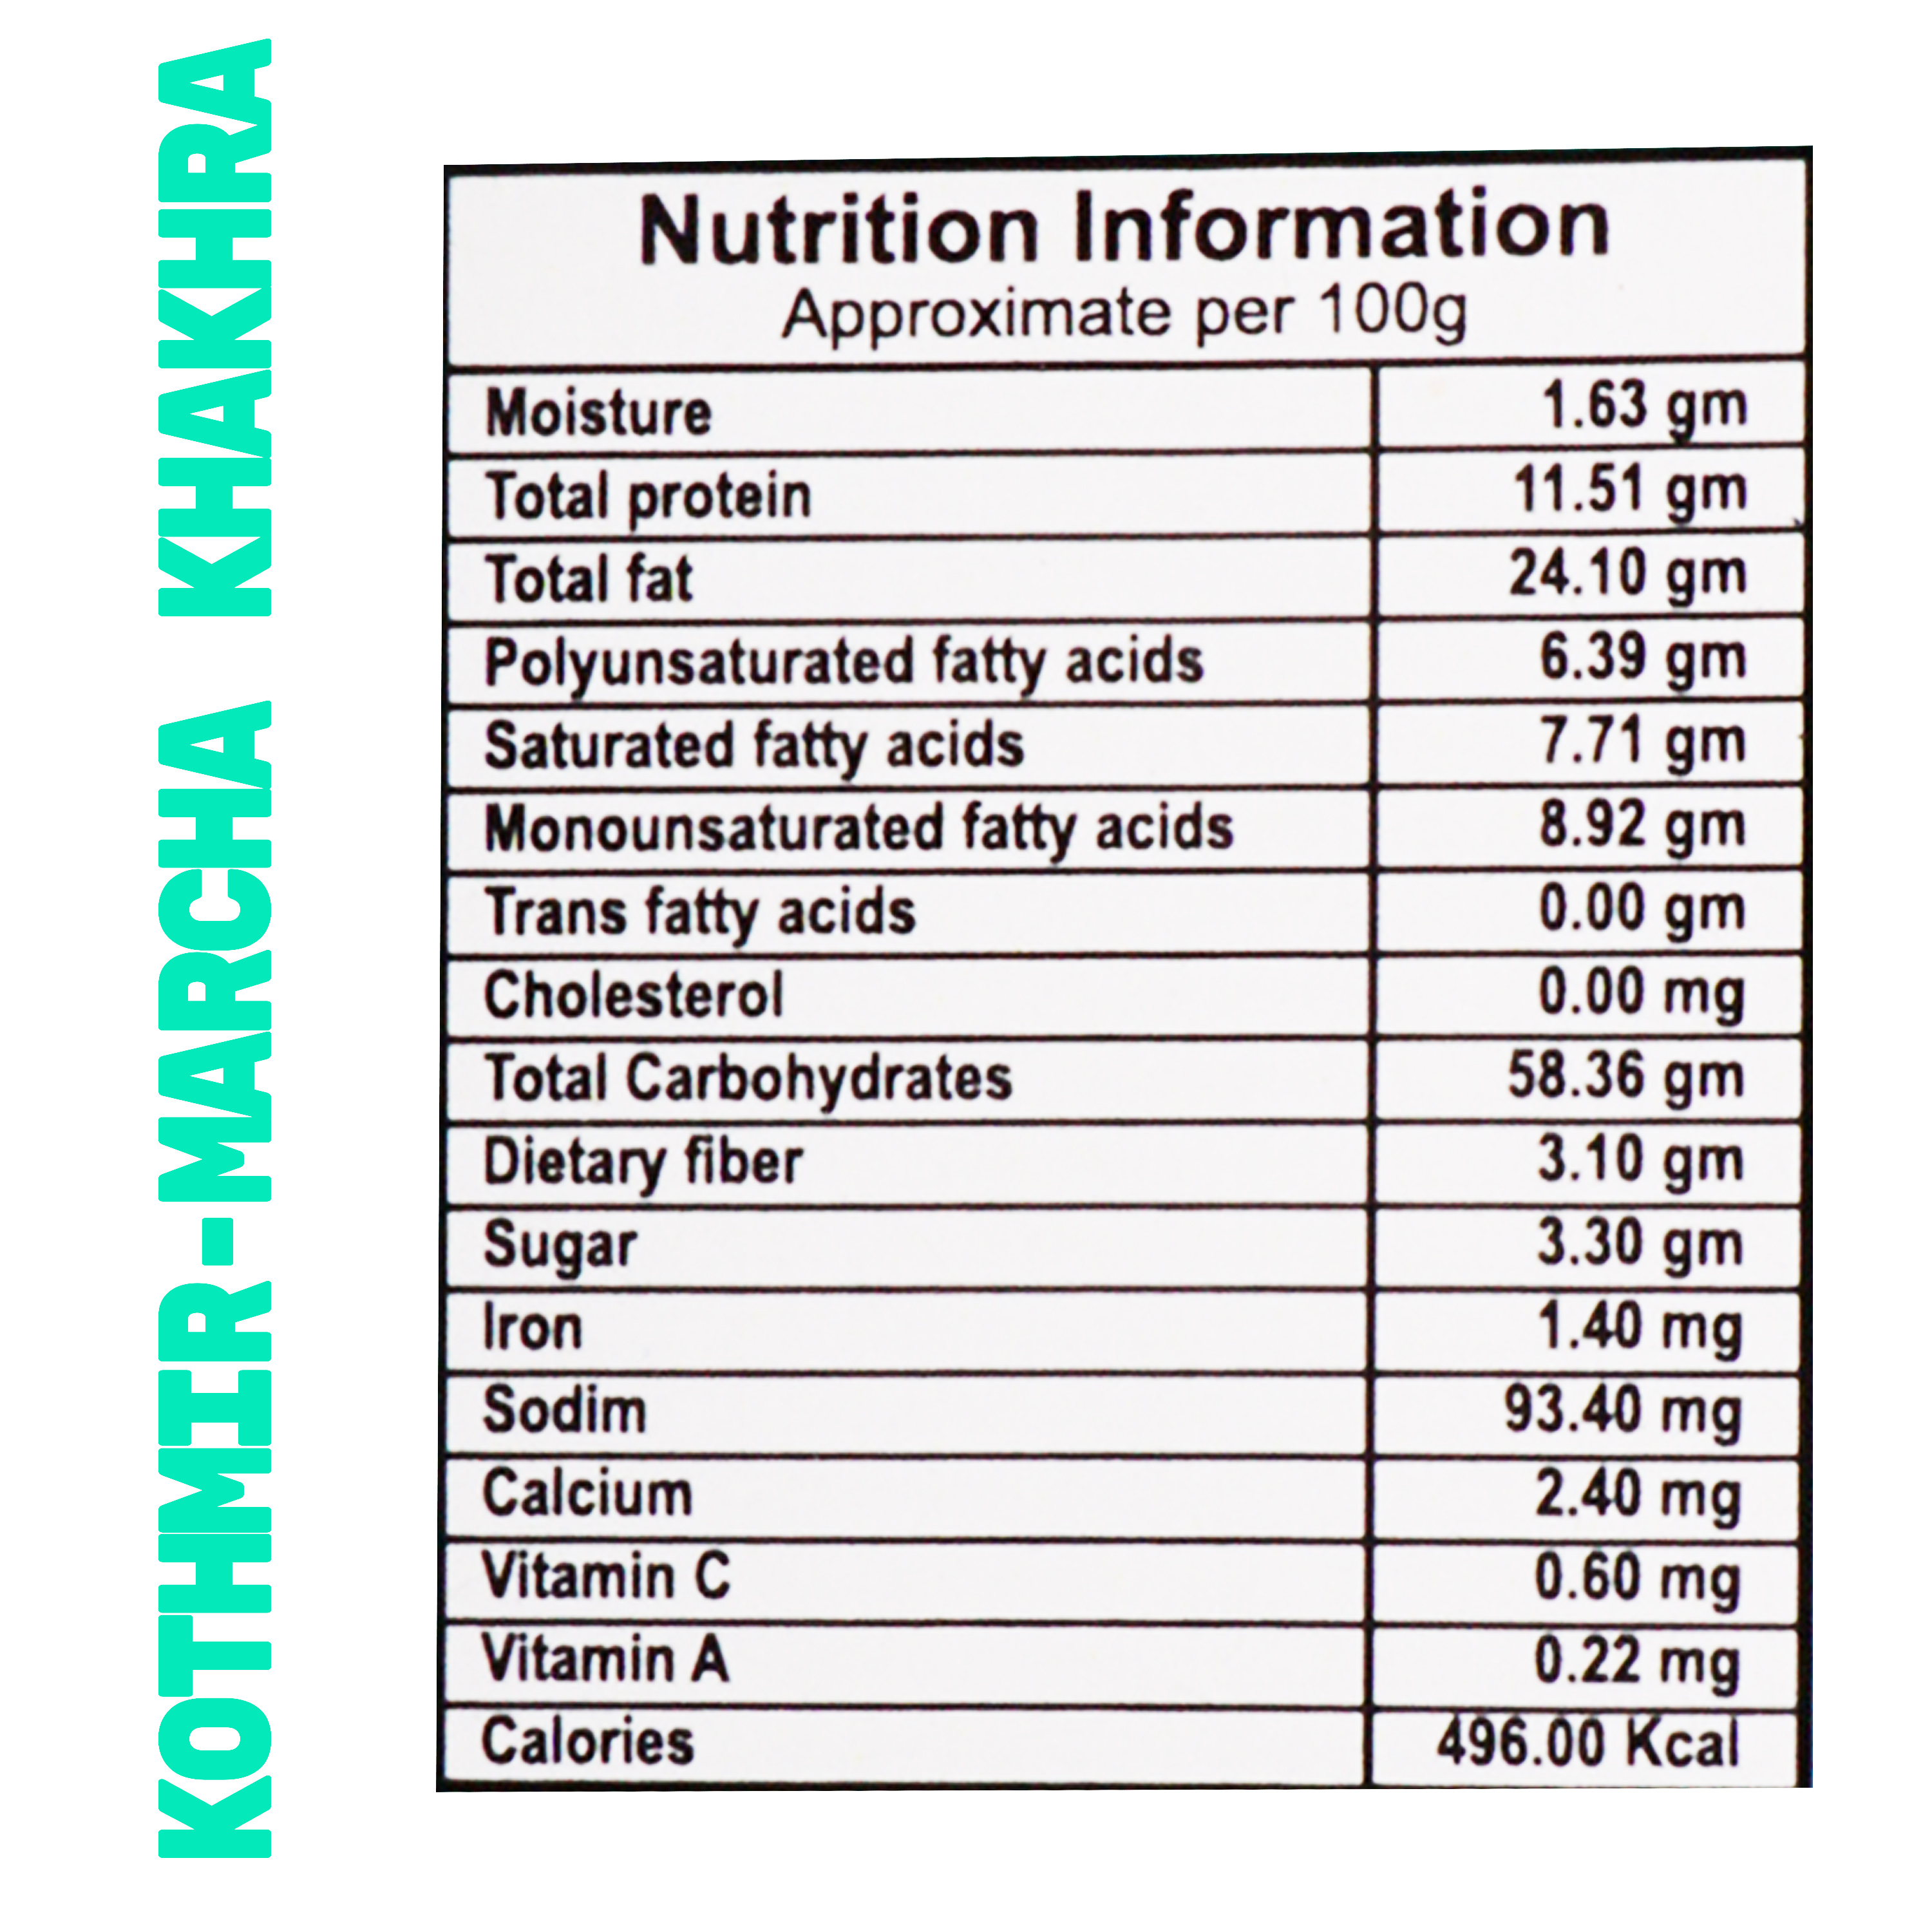 KOTHMIR-MARCHA KHAKHRA
Nutrition Information
Approximate per 100g
Moisture 1.63 gm
Total protein 11.51 gm
Total fat 24.10 gm
Polyunsaturated fatty acids 6.39 gm
Saturated fatty acids 7.71 gm
Monounsaturated fatty acids 8.92 gm
Trans fatty acids 0.00 gm
Cholesterol 0.00 mg
Total Carbohydrates 58.36 gm
Dietary fiber 3.10 gm
Sugar 3.30 gm
Iron 1.40 mg
Sodim 93.40 mg
Calcium 2.40 mg
Vitamin C 0.60 mg
Vitamin A 0.22 mg
Calories 496.00 Kcal